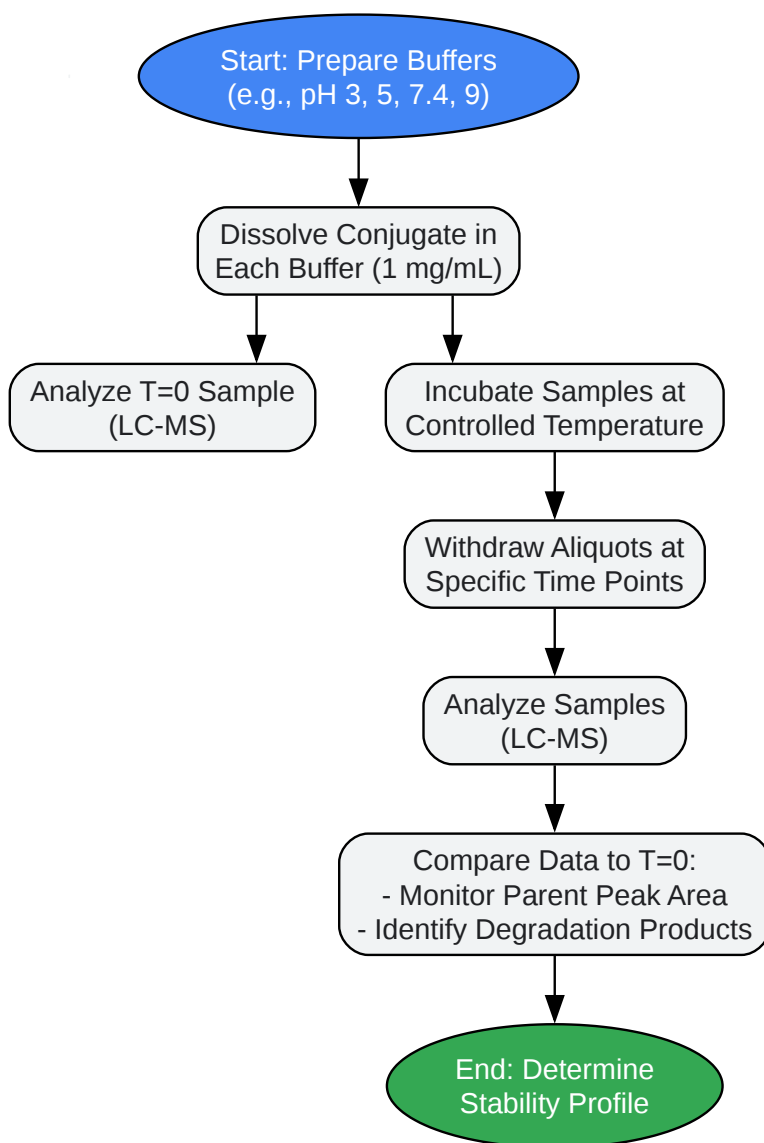 Start: Prepare Buffers
(e.g., pH 3, 5, 7.4, 9)
Dissolve Conjugate in
Each Buffer (1 mg/mL)
Analyze T=0 Sample
(LC-MS)
Incubate Samples at
Controlled Temperature
Withdraw Aliquots at
Specific Time Points
Analyze Samples
(LC-MS)
Compare Data to T=0:
- Monitor Parent Peak Area
- Identify Degradation Products
End: Determine
Stability Profile